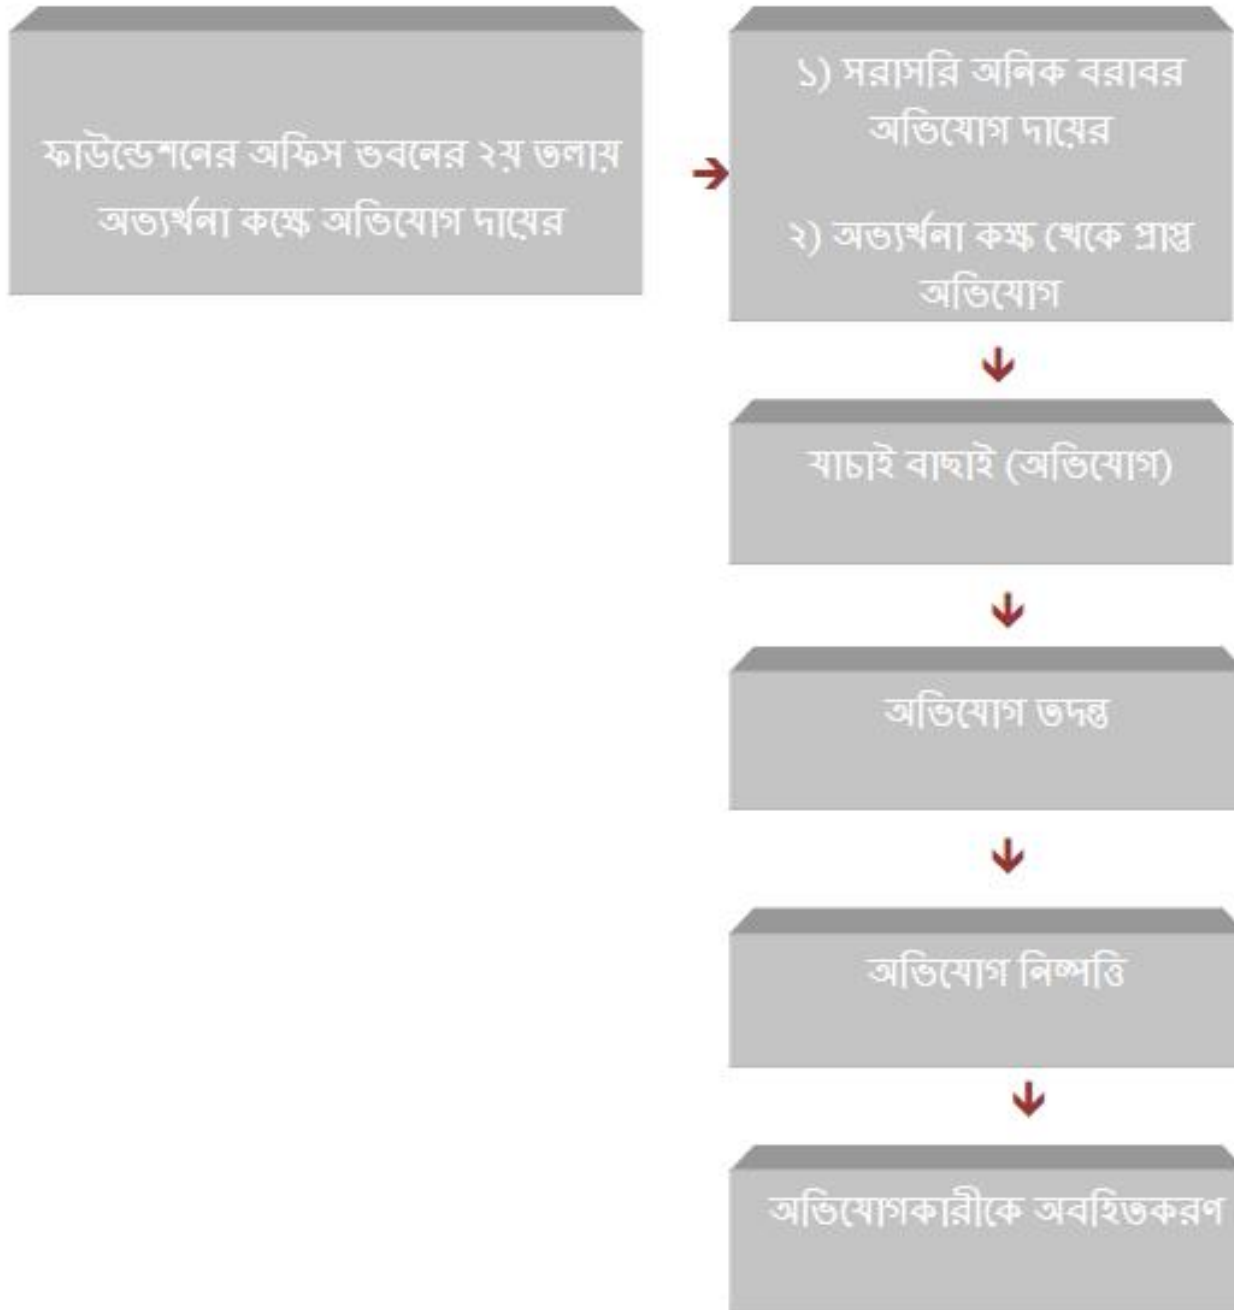 ফাউন্ডেশনের অফিস ভবনের ২য় তলায়
অভ্যর্থনা কক্ষে অভিযোগ দায়ের
১) সরাসরি অনিক বরাবর
অভিযোগ দায়ের
২) অভ্যর্থনা কক্ষ থেকে প্রাপ্ত
অভিযোগ
যাচাই বাছাই (অভিযোগ)
অভিযোগ তদন্ত
অভিযোগ নিষ্পত্তি
অভিযোগকারীকে অবহিতকরণ